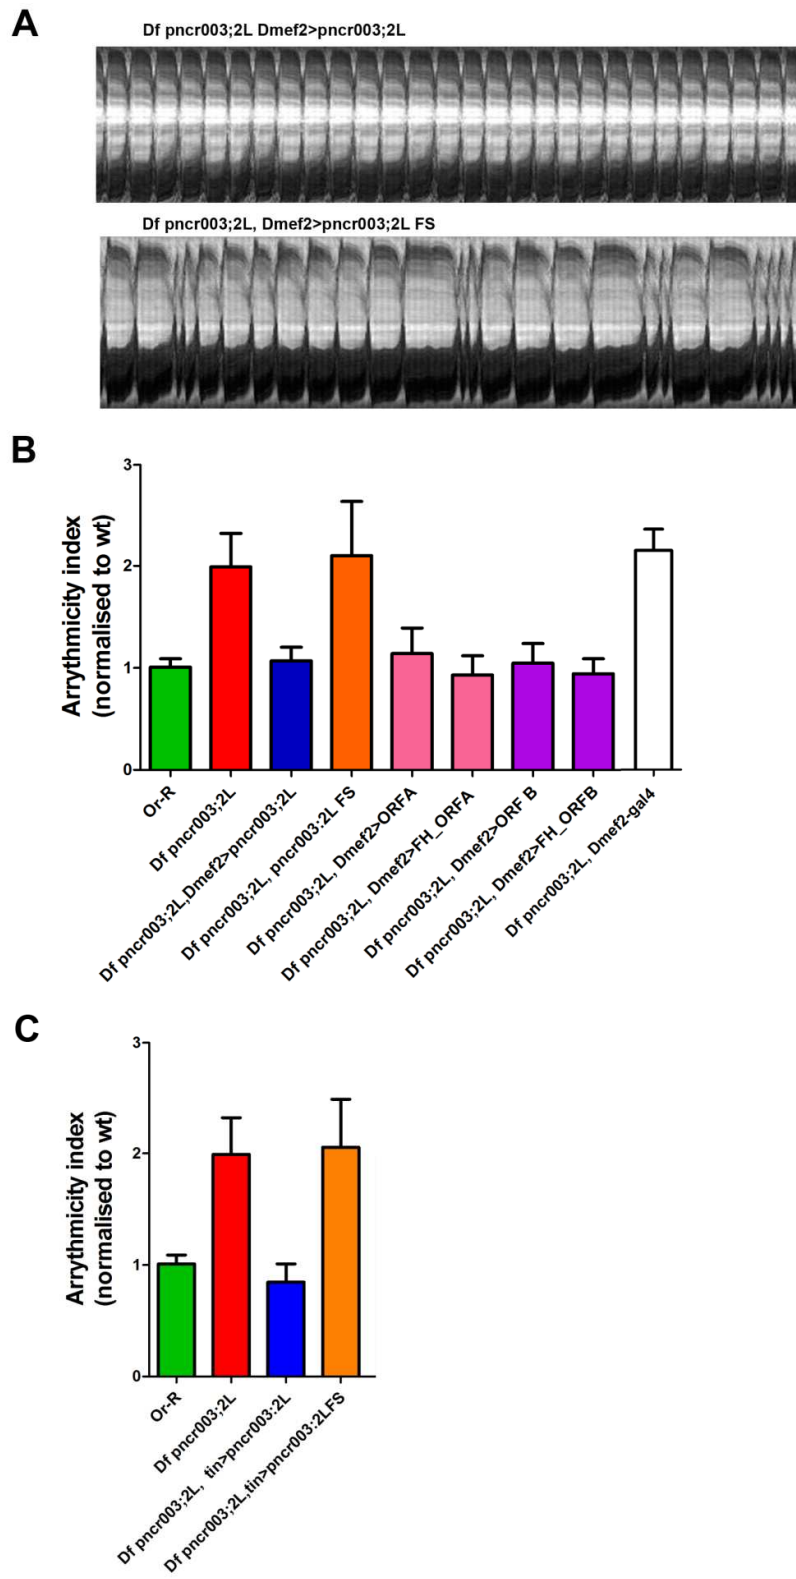 A
Df pncr003;2L Dmef2>pncr003;2L
Df pncr003;2L, Dmef2>pncr003;2L FS
B
Arrythmicity index
(normalised to wt)
3
2
1
0
Or-R
Df pncr003;2L
Df pncr003;2L,Dmef2>pncr003;2L
Df pncr003;2L, pncr003:2L FS
Df pncr003;2L, Dmef2>ORFA
Df pncr003;2L, Dmef2>FH_ORFA
Df pncr003;2L, Dmef2>ORF B
Df pncr003;2L, Dmef2>FH_ORFB
Df pncr003;2L, Dmef2-gal4
C
Arrythmicity index
(normalised to wt)
3
2
1
0
Or-R
Df pncr003;2L
Df pncr003;2L, tin>pncr003:2L
Df pncr003;2L,tin>pncr003:2LFS